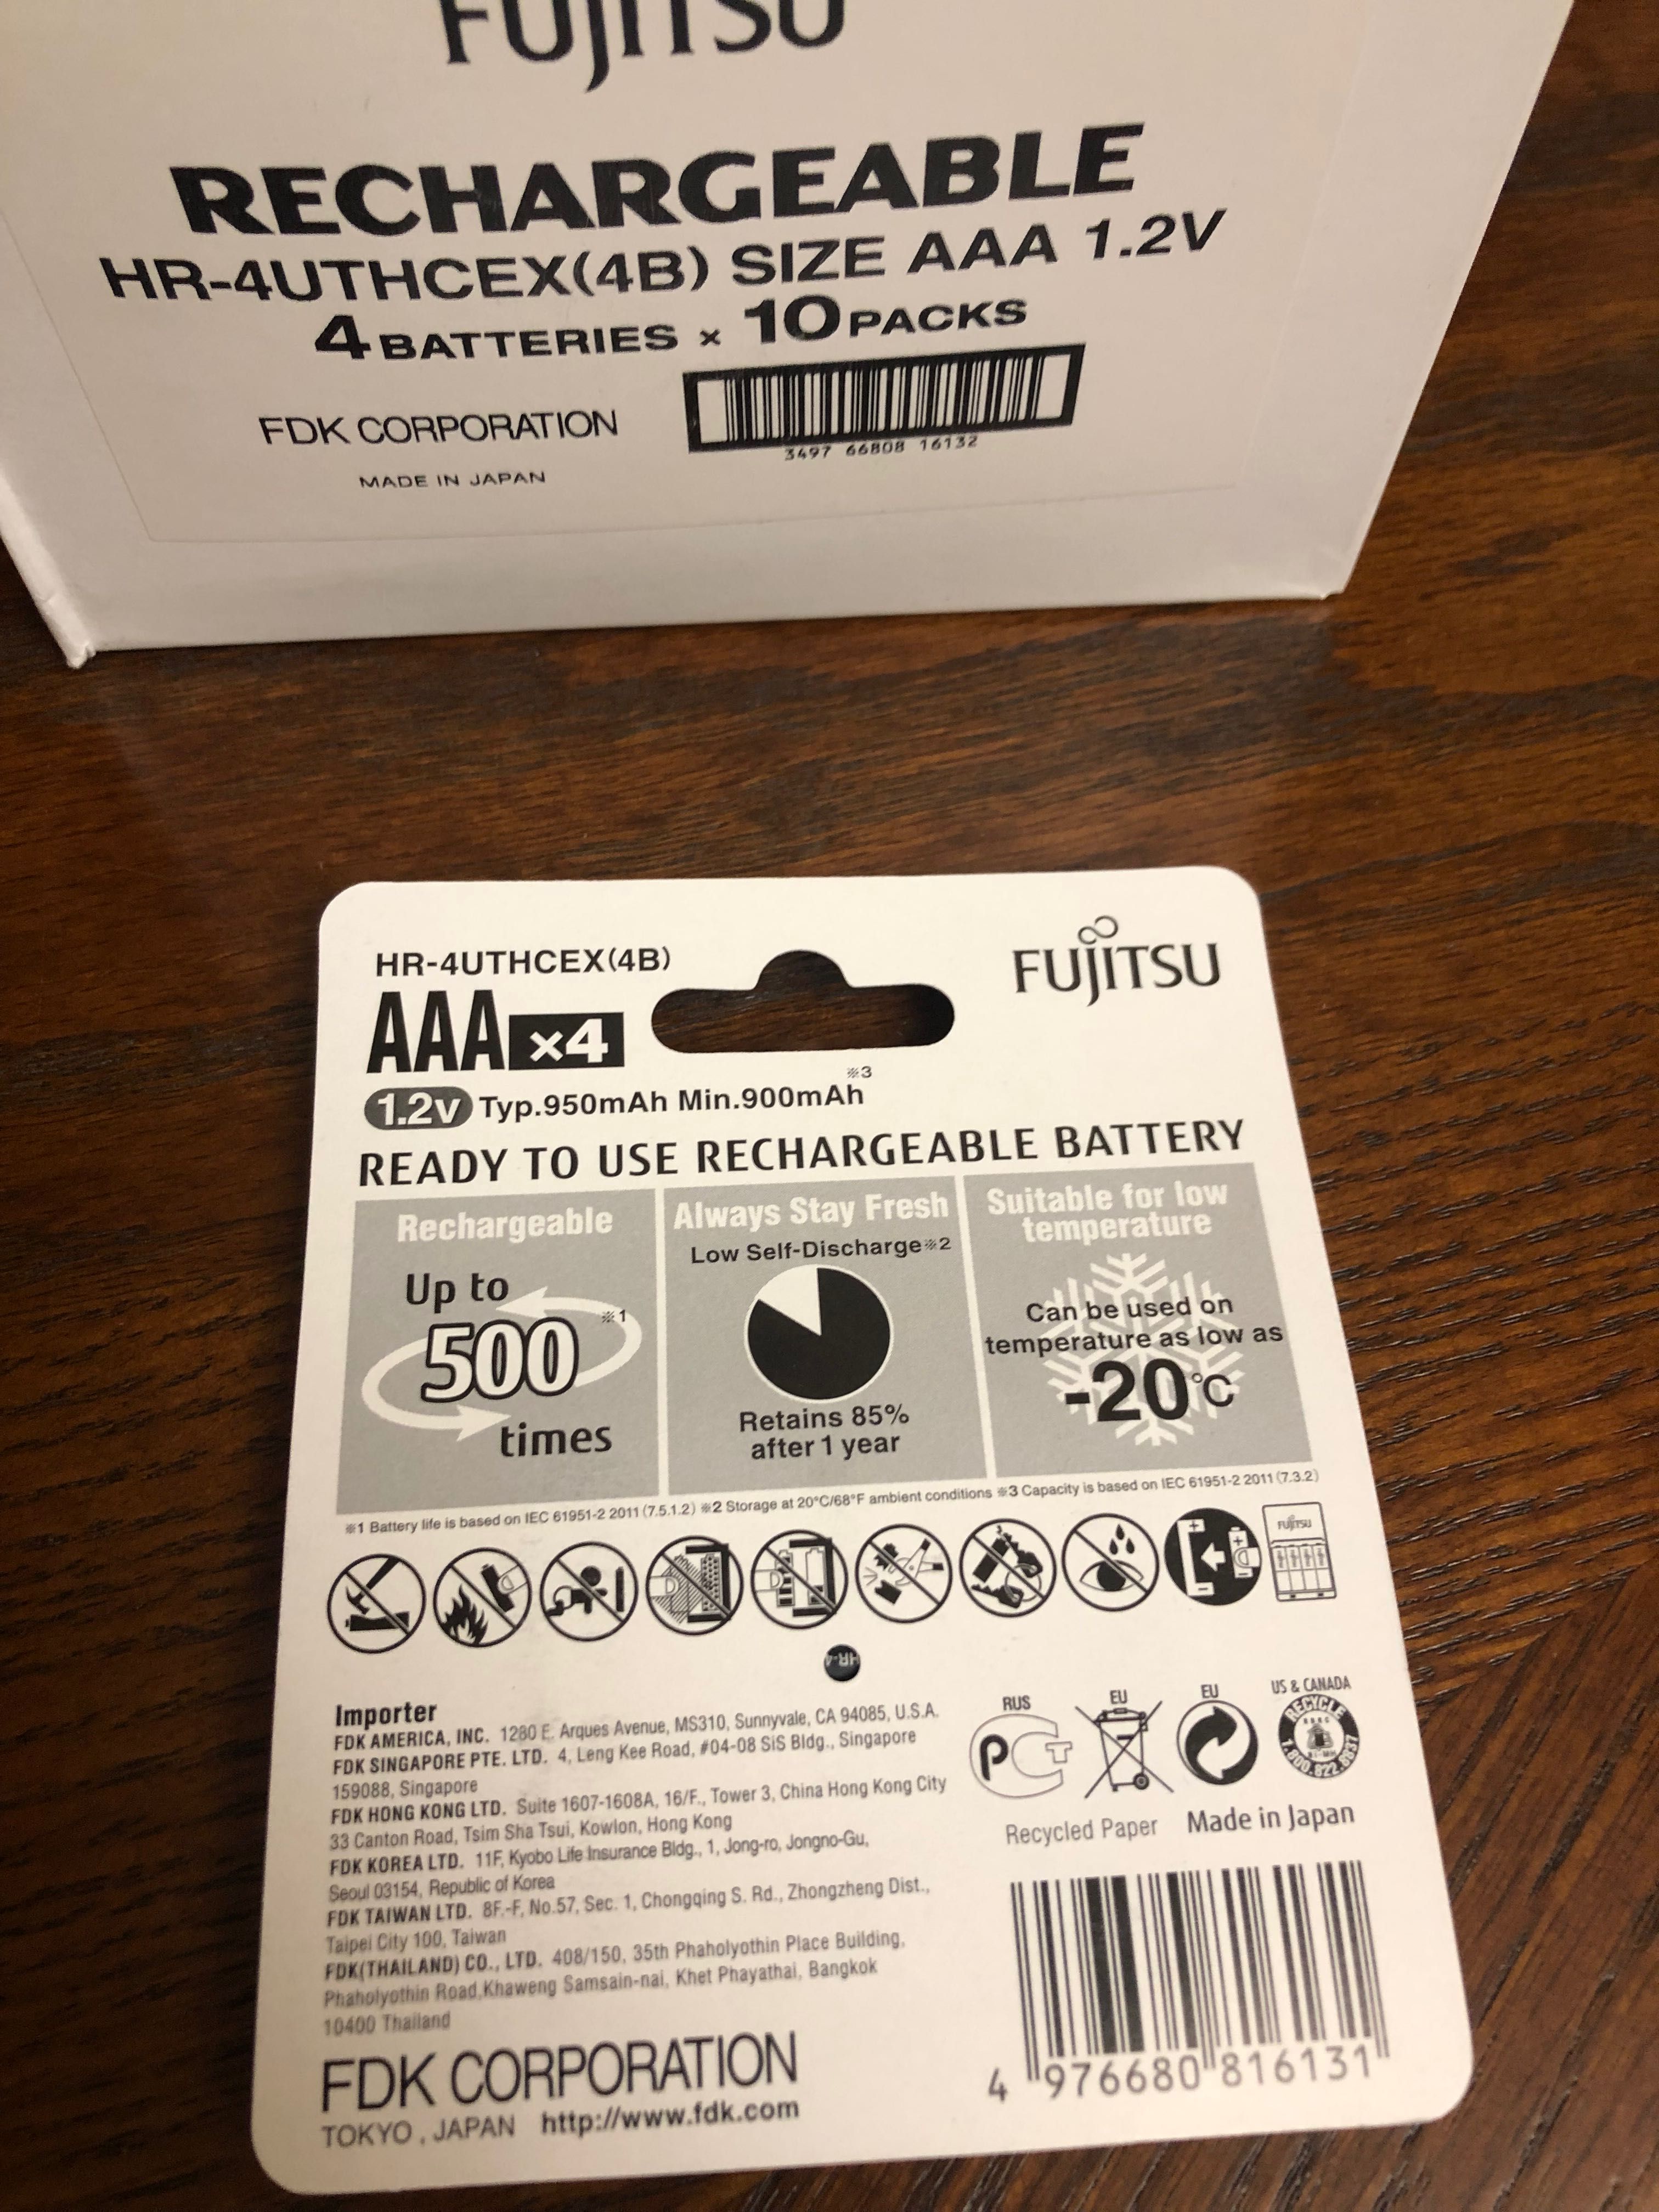 FUJITSU
RECHARGEABLE
HR-4UTHCEX(4B) SIZE AAA 1.2V
4 BATTERIES × 10 PACKS
FDK CORPORATION
MADE IN JAPAN
3497 66808 16132
HR-4UTHCEX(4B)
FUJITSU
AAA ×4
1.2V Typ.950mAh Min.900mAh※3
READY TO USE RECHARGEABLE BATTERY
Rechargeable
Up to
500※1
times
Always Stay Fresh
Low Self-Discharge※2
Retains 85%
after 1 year
Suitable for low
temperature
Can be used on
temperature as low as
-20℃
※1 Battery life is based on IEC 61951-2 2011 (7.5.1.2) ※2 Storage at 20°C/68°F ambient conditions ※3 Capacity is based on IEC 61951-2 2011 (7.3.2)
FUJITSU
HR-4
Importer
FDK AMERICA, INC. 1280 E. Arques Avenue, MS310, Sunnyvale, CA 94085, U.S.A.
FDK SINGAPORE PTE. LTD. 4, Leng Kee Road, #04-08 SiS Bldg., Singapore
159088, Singapore
FDK HONG KONG LTD. Suite 1607-1608A, 16/F., Tower 3, China Hong Kong City
33 Canton Road, Tsim Sha Tsui, Kowlon, Hong Kong
FDK KOREA LTD. 11F, Kyobo Life Insurance Bldg., 1, Jong-ro, Jongno-Gu,
Seoul 03154, Republic of Korea
FDK TAIWAN LTD. 8F.-F, No.57, Sec. 1, Chongqing S. Rd., Zhongzheng Dist.,
Taipei City 100, Taiwan
FDK(THAILAND) CO., LTD. 408/150, 35th Phaholyothin Place Building,
Phaholyothin Road,Khaweng Samsain-nai, Khet Phayathai, Bangkok
10400 Thailand
FDK CORPORATION
TOKYO , JAPAN http://www.fdk.com
RUS
EU
EU
US & CANADA
RECYCLE
1.800.822.8837
Recycled Paper
Made in Japan
4 976680 816131